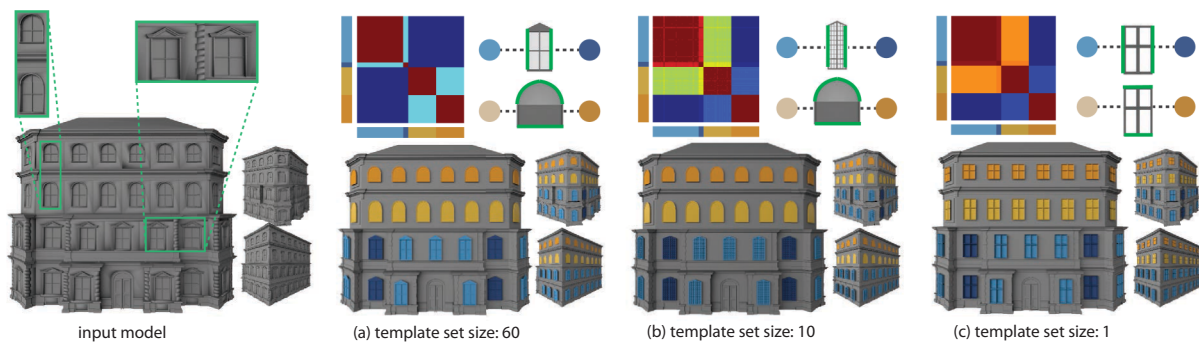 input model
(a) template set size: 60
(b) template set size: 10
(c) template set size: 1